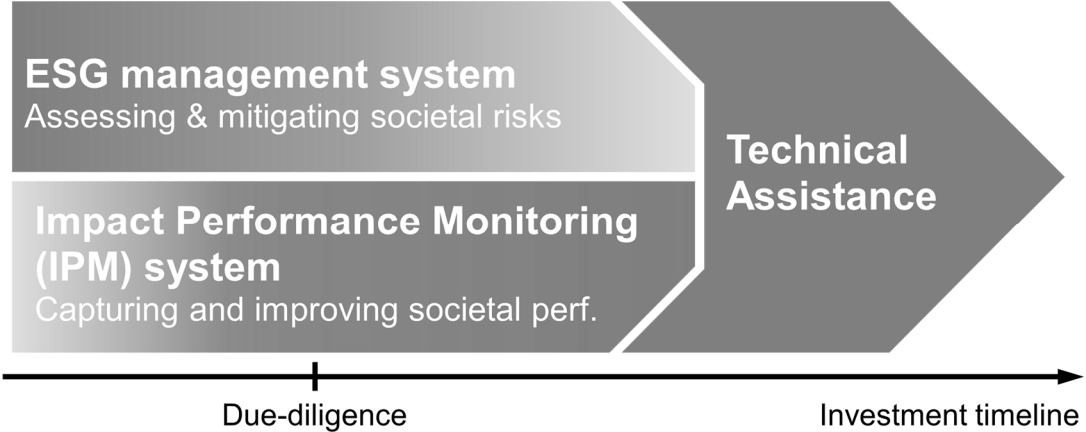 ESG management system
Assessing & mitigating societal risks
Impact Performance Monitoring
(IPM) system
Capturing and improving societal perf.
Technical
Assistance
Due-diligence
Investment timeline